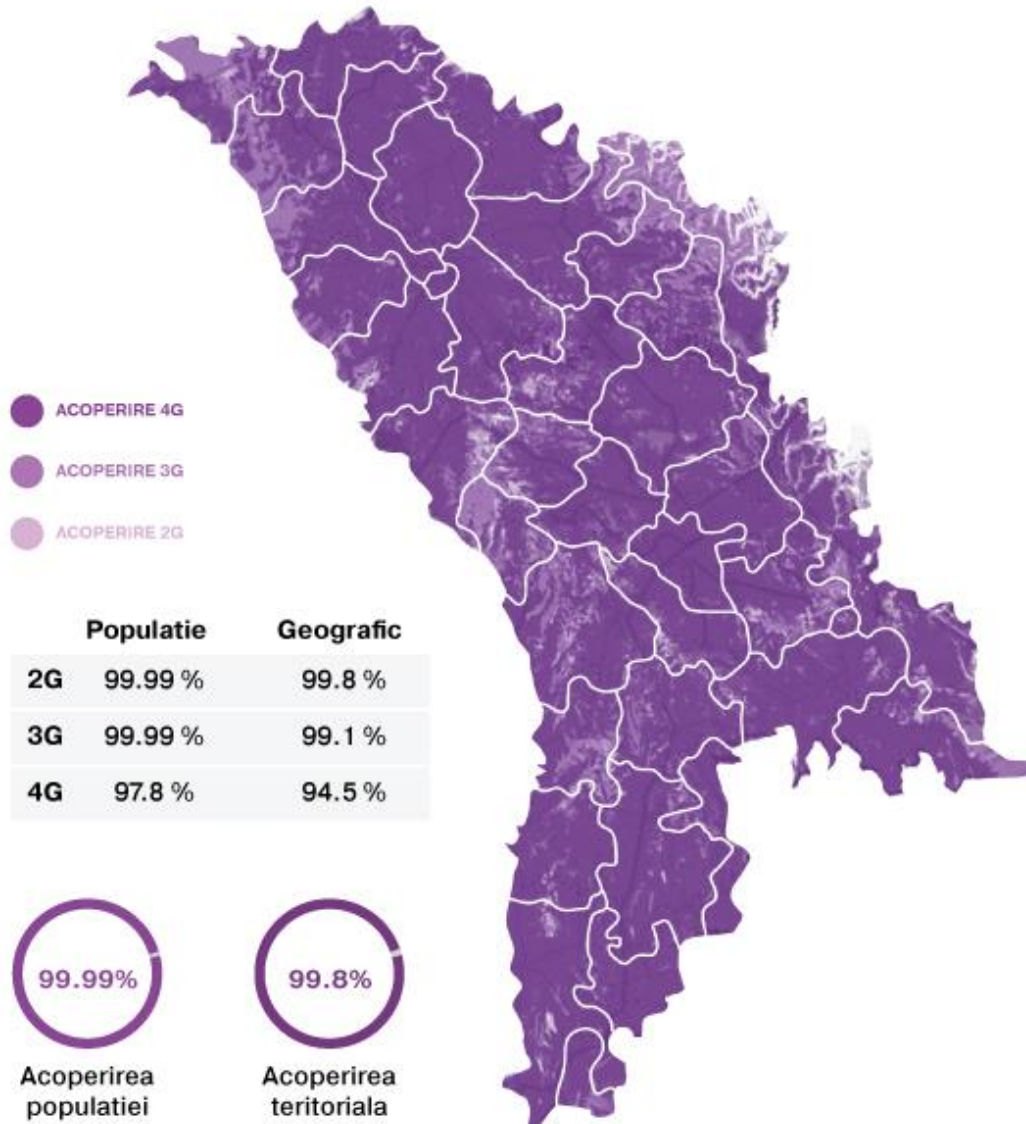 ACOPERIRE 4G
ACOPERIRE 3G
ACOPERIRE 2G
Populatie Geografic
2G 99.99 % 99.8 %
3G 99.99 % 99.1 %
4G 97.8 % 94.5 %
99.99%
Acoperirea
populatiei
99.8%
Acoperirea
teritoriala